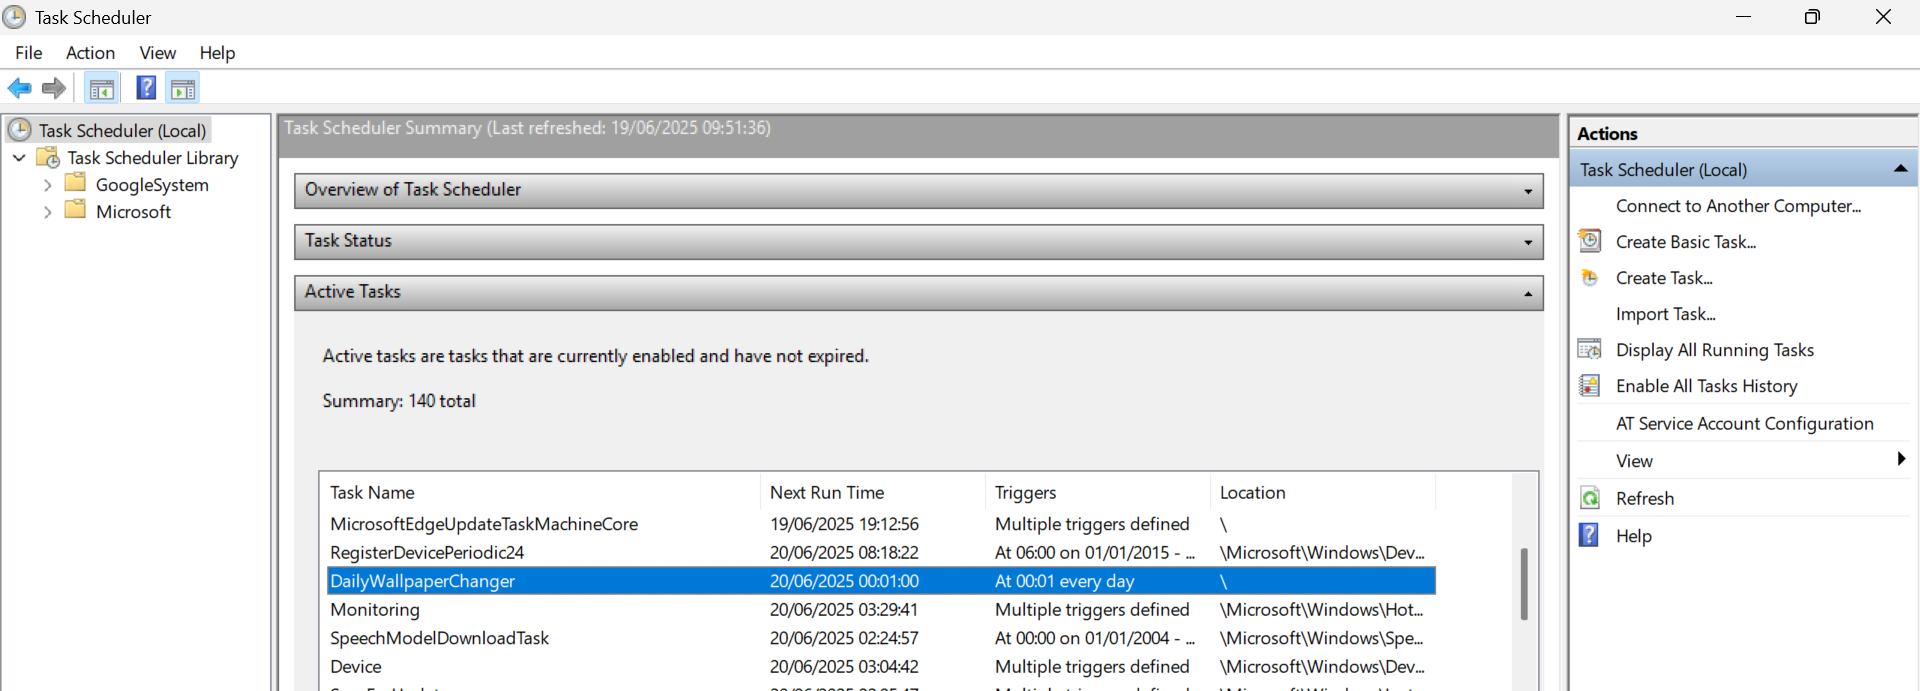 Task Scheduler
File Action View Help
Task Scheduler (Local)
Task Scheduler Library
GoogleSystem
Microsoft
Task Scheduler Summary (Last refreshed: 19/06/2025 09:51:36)
Overview of Task Scheduler
Task Status
Active Tasks
Active tasks are tasks that are currently enabled and have not expired.
Summary: 140 total
Task Name Next Run Time Triggers Location
MicrosoftEdgeUpdateTaskMachineCore 19/06/2025 19:12:56 Multiple triggers defined \
RegisterDevicePeriodic24 20/06/2025 08:18:22 At 06:00 on 01/01/2015 - ... \Microsoft\Windows\Dev...
DailyWallpaperChanger 20/06/2025 00:01:00 At 00:01 every day \
Monitoring 20/06/2025 03:29:41 Multiple triggers defined \Microsoft\Windows\Hot...
SpeechModelDownloadTask 20/06/2025 02:24:57 At 00:00 on 01/01/2004 - ... \Microsoft\Windows\Spe...
Device 20/06/2025 03:04:42 Multiple triggers defined \Microsoft\Windows\Dev...
Actions
Task Scheduler (Local)
Connect to Another Computer...
Create Basic Task...
Create Task...
Import Task...
Display All Running Tasks
Enable All Tasks History
AT Service Account Configuration
View
Refresh
Help